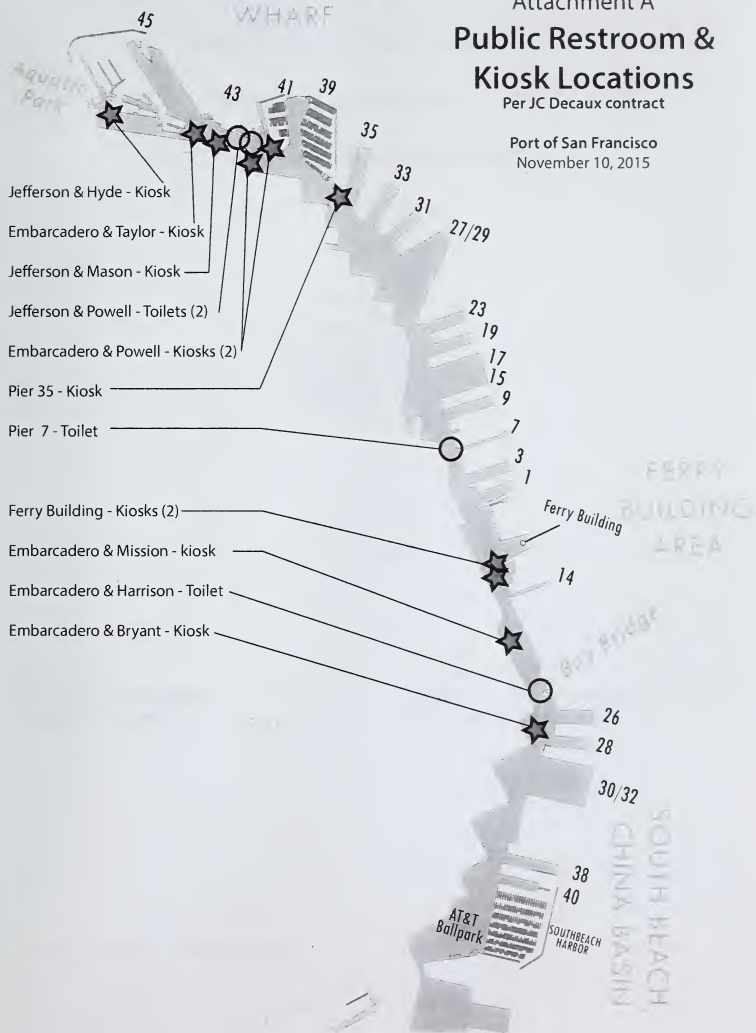 Attachment A
Public Restroom &
Kiosk Locations
Per JC Decaux contract
Port of San Francisco
November 10, 2015
WHARF
Aquatic
Park
45
43
41
39
35
33
31
27/29
23
19
17
15
9
7
3
1
Ferry Building
14
FERRY
BUILDING
AREA
Bay Bridge
26
28
30/32
38
40
AT&T
Ballpark
SOUTHBEACH
HARBOR
SOUTH BEACH
CHINA BASIN
Jefferson & Hyde - Kiosk
Embarcadero & Taylor - Kiosk
Jefferson & Mason - Kiosk
Jefferson & Powell - Toilets (2)
Embarcadero & Powell - Kiosks (2)
Pier 35 - Kiosk
Pier 7 - Toilet
Ferry Building - Kiosks (2)
Embarcadero & Mission - kiosk
Embarcadero & Harrison - Toilet
Embarcadero & Bryant - Kiosk